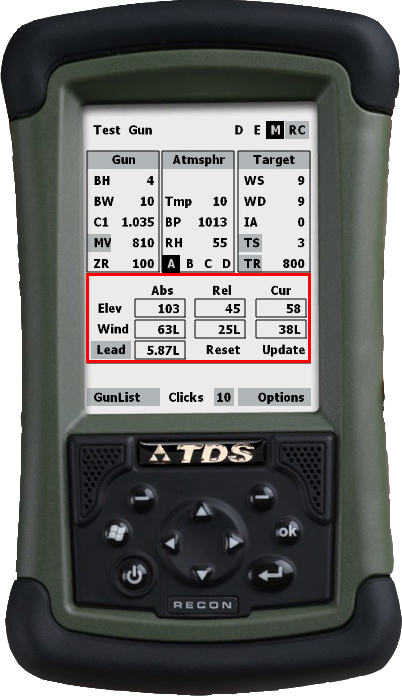 Test Gun D E M RC
Gun Atmsphr Target
BH 4 WS 9
BW 10 Tmp 10 WD 9
C1 1.035 BP 1013 IA 0
MV 810 RH 55 TS 3
ZR 100 A B C D TR 800
Abs Rel Cur
Elev 103 45 58
Wind 63L 25L 38L
Lead 5.87L Reset Update
GunList Clicks 10 Options
TDS
ok
RECON